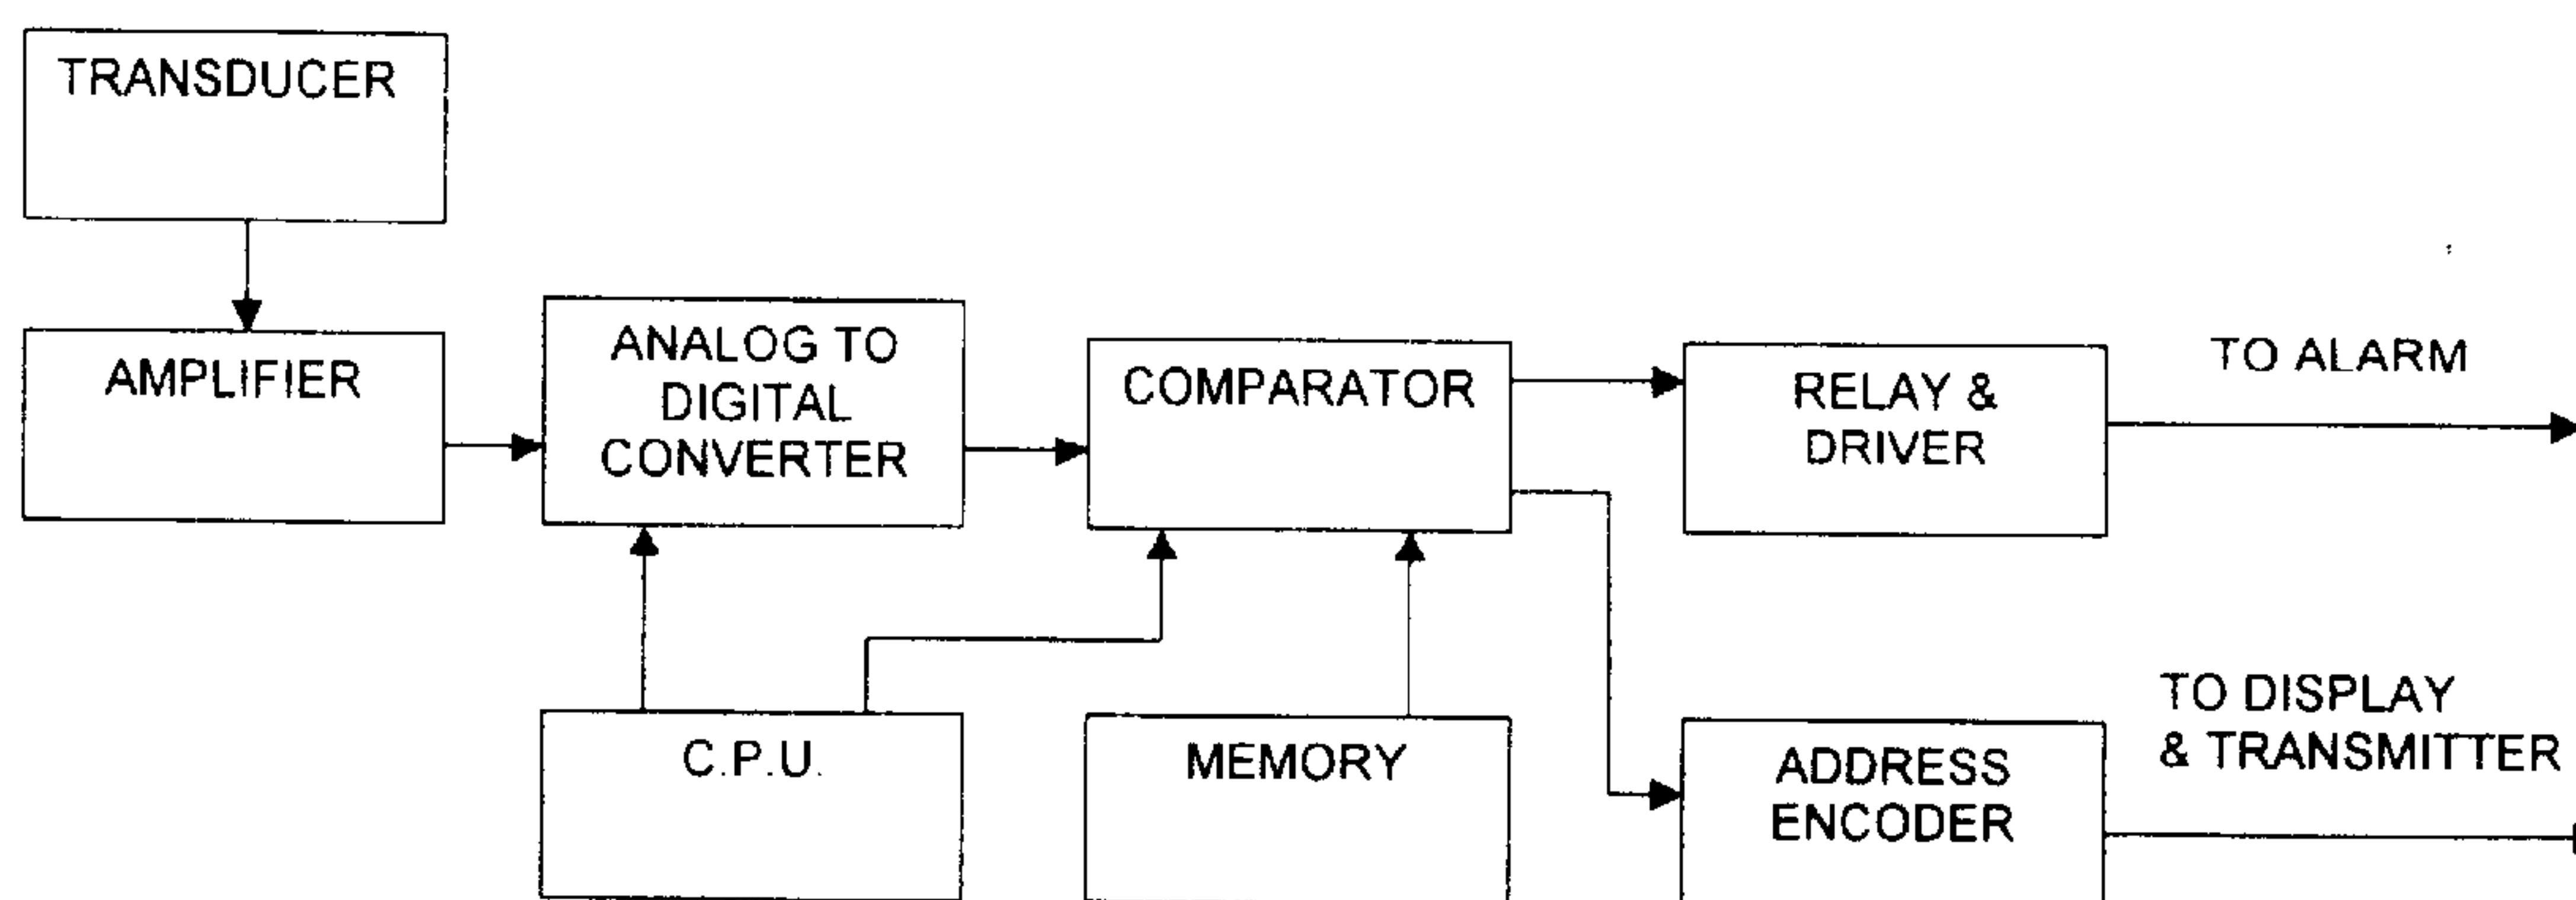 TRANSDUCER
AMPLIFIER
ANALOG TO
DIGITAL
CONVERTER
COMPARATOR
RELAY &
DRIVER
TO ALARM
C.P.U.
MEMORY
ADDRESS
ENCODER
TO DISPLAY
& TRANSMITTER